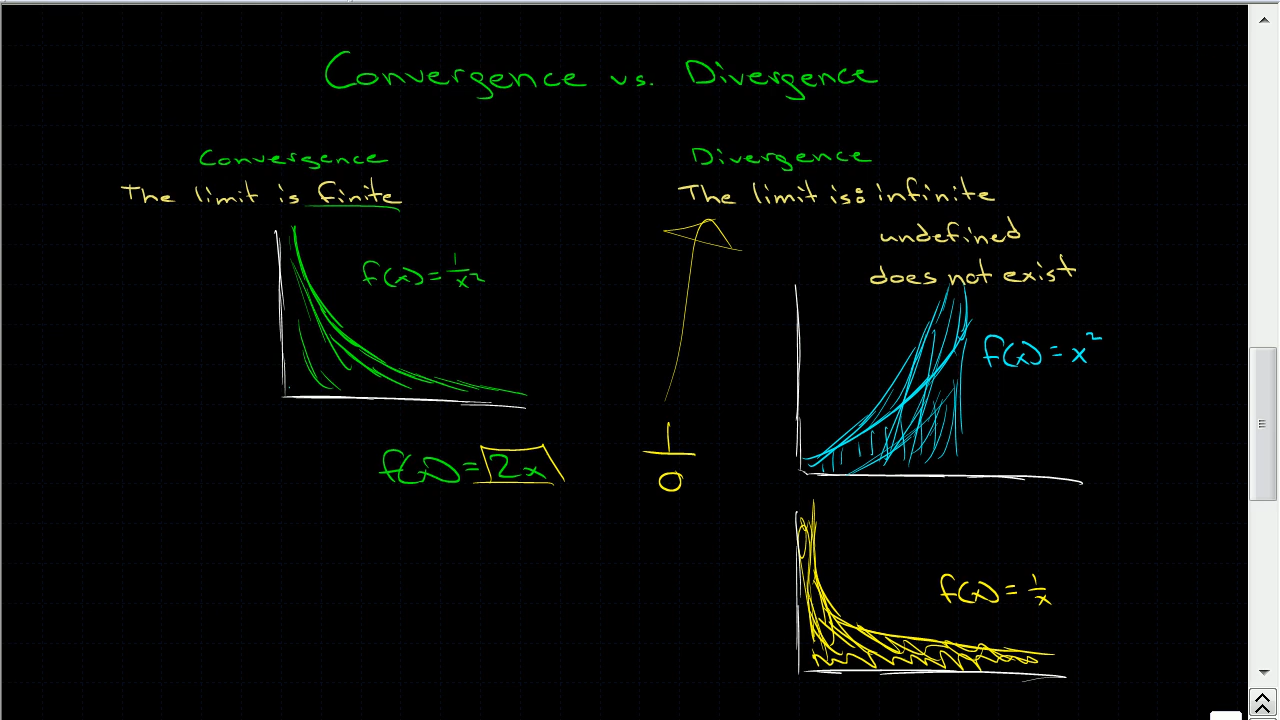 Convergence vs. Divergence
Convergence
The limit is finite
f(x) = 1/x²
f(x) = 2x
Divergence
The limit is: infinite
undefined
does not exist
1/0
f(x) = x²
f(x) = 1/x